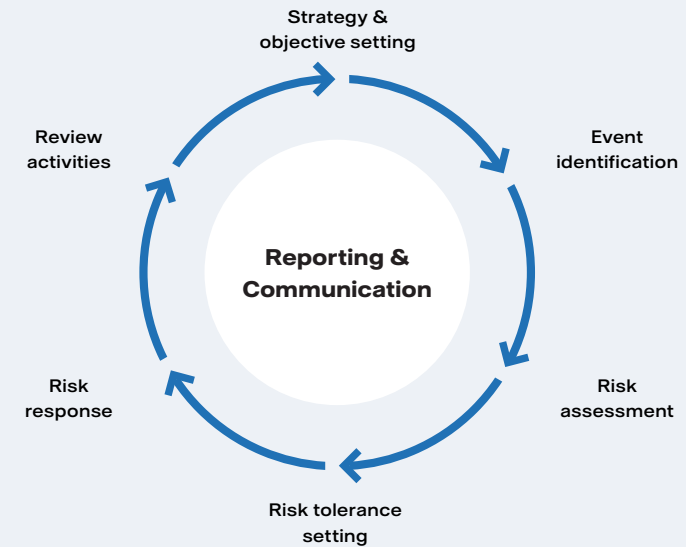 Strategy &
objective setting
Event
identification
Risk
assessment
Risk tolerance
setting
Risk
response
Review
activities
Reporting &
Communication